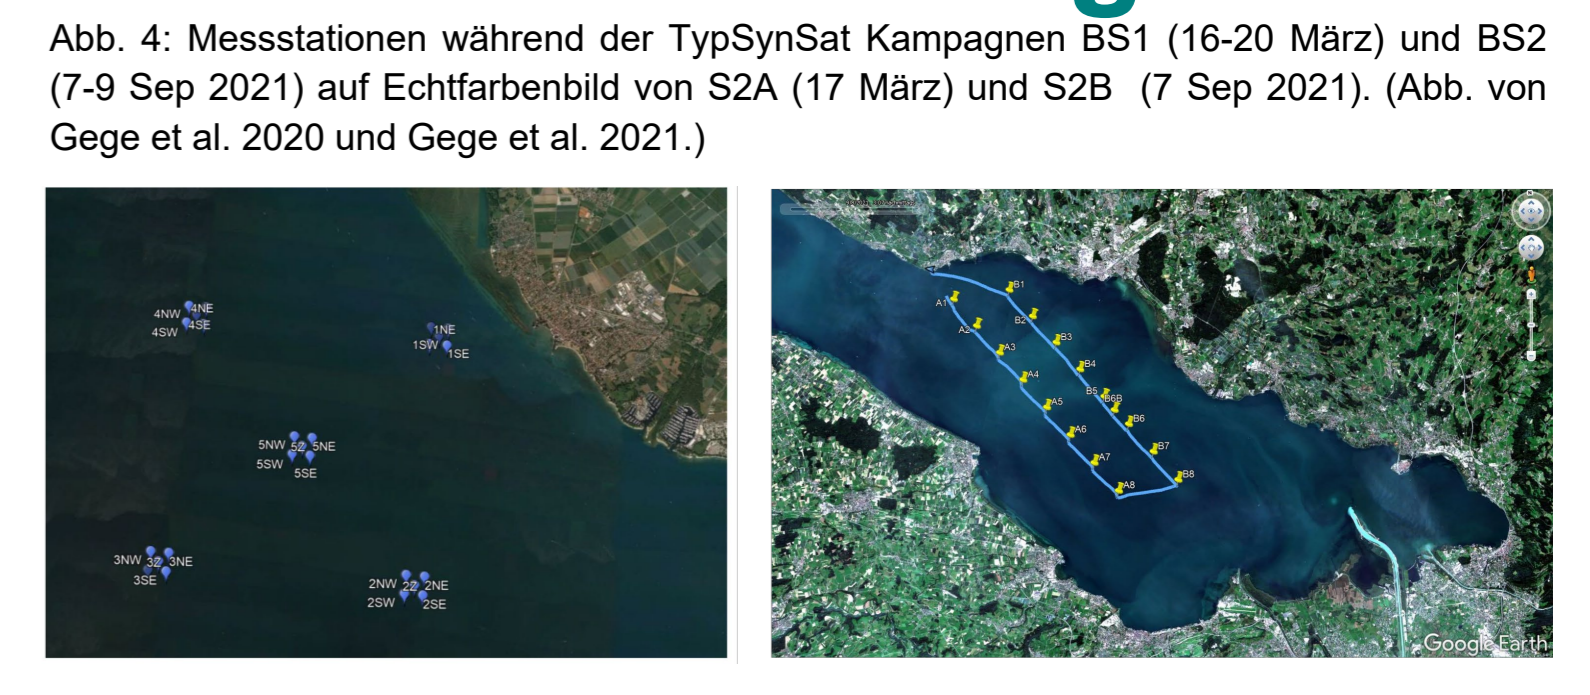 g
Abb. 4: Messstationen während der TypSynSat Kampagnen BS1 (16-20 März) und BS2
(7-9 Sep 2021) auf Echtfarbenbild von S2A (17 März) und S2B (7 Sep 2021). (Abb. von
Gege et al. 2020 und Gege et al. 2021.)
4NW 4NE
4SW 4SE
1NE
1SW 1SE
5NW 5Z 5NE
5SW 5SE
3NW 3Z 3NE
3SE
2NW 2Z 2NE
2SW 2SE
A1
B1
A2
B2
A3
B3
A4
B4
A5
B5
B6B
A6
B6
A7
B7
A8
B8
Google Earth